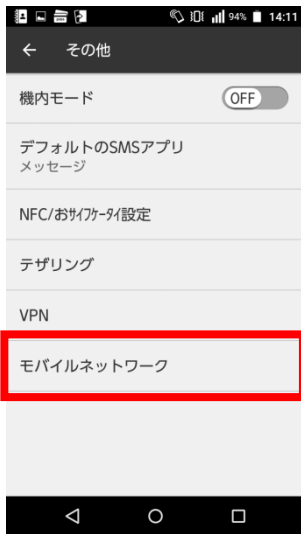 94% 14:11
その他
機内モード OFF
デフォルトのSMSアプリ
メッセージ
NFC/おｻｲﾌｹｰﾀｲ設定
テザリング
VPN
モバイルネットワーク